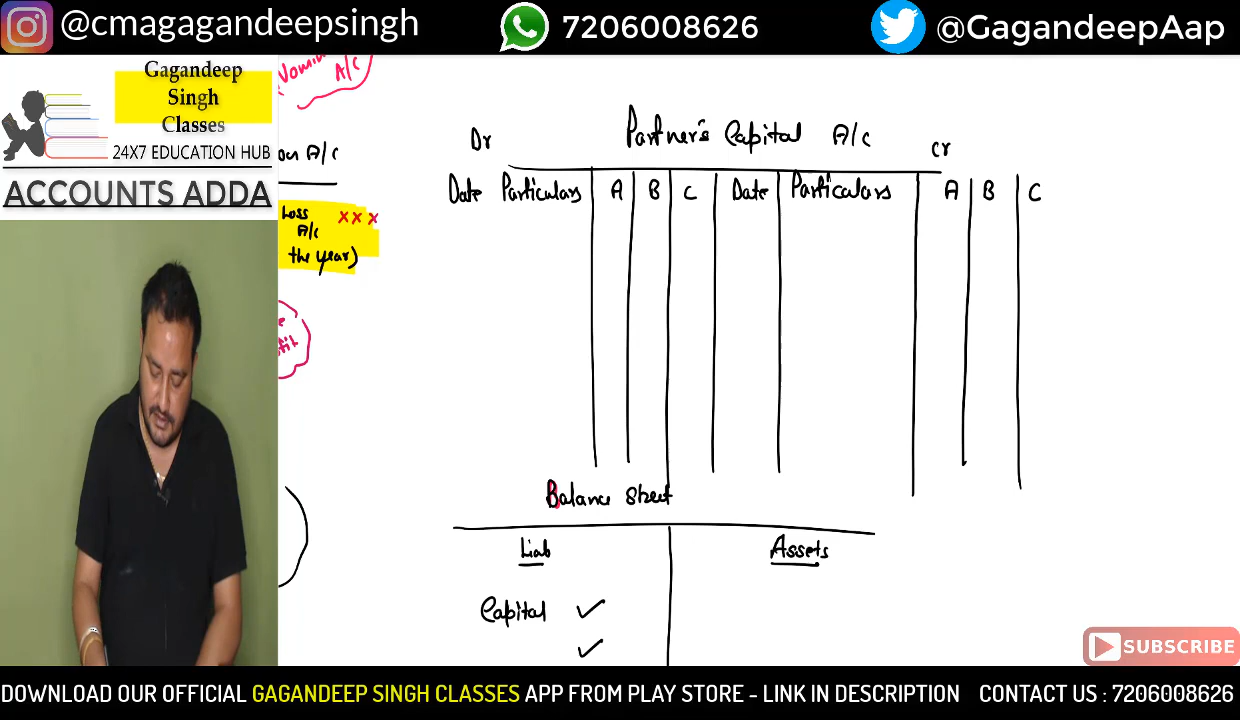 @cmagagandeepsingh 7206008626 @GagandeepAap
Gagandeep
Singh
Classes
24X7 EDUCATION HUB
ACCOUNTS ADDA
A/c
A/c
Loss xxx
A/c
the year)
Dr Partner's Capital A/c Cr
Date Particulars A B C Date Particulars A B C
Balance Sheet
Liab Assets
Capital ✓
✓
SUBSCRIBE
DOWNLOAD OUR OFFICIAL GAGANDEEP SINGH CLASSES APP FROM PLAY STORE - LINK IN DESCRIPTION CONTACT US : 7206008626